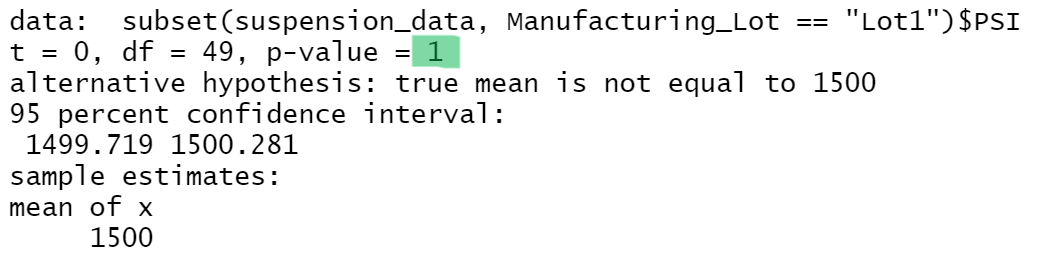 data:  subset(suspension_data, Manufacturing_Lot == "Lot1")$PSI
t = 0, df = 49, p-value = 1
alternative hypothesis: true mean is not equal to 1500
95 percent confidence interval:
 1499.719 1500.281
sample estimates:
mean of x
     1500